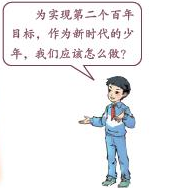 为实现第二个百年
目标，作为新时代的少
年，我们应该怎么做？